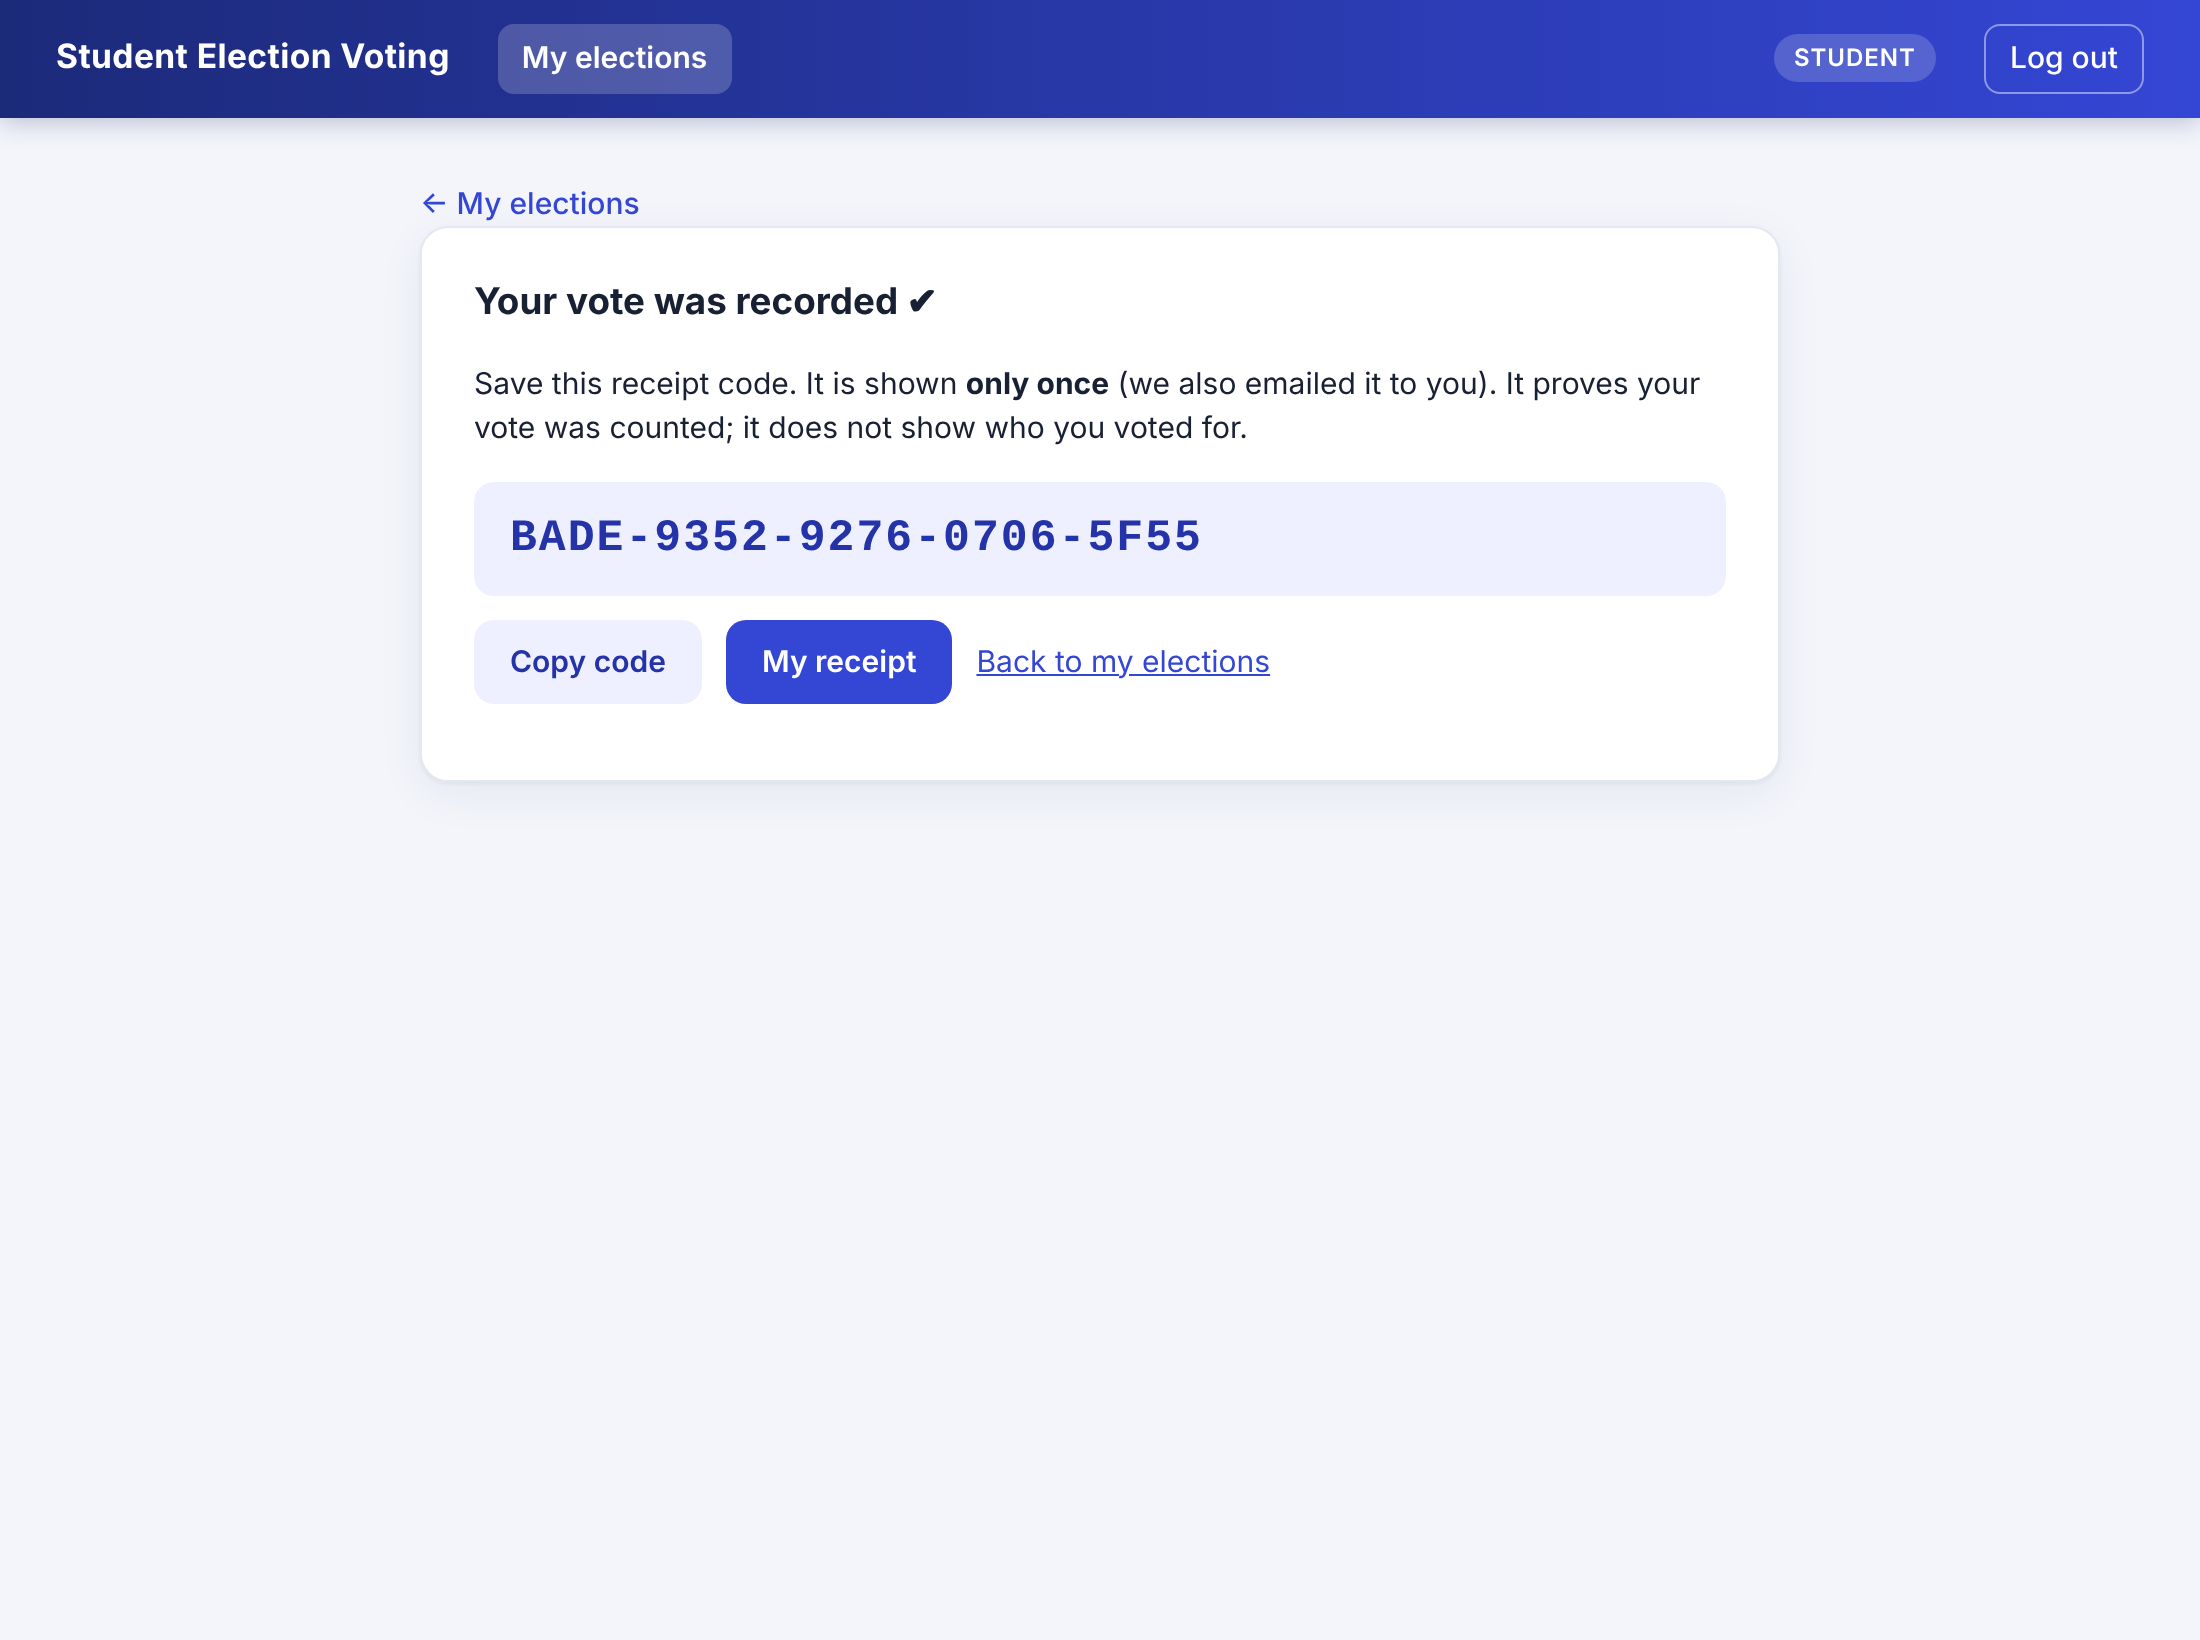 Student Election Voting
My elections
STUDENT
Log out
← My elections
Your vote was recorded ✔
Save this receipt code. It is shown only once (we also emailed it to you). It proves your
vote was counted; it does not show who you voted for.
BADE-9352-9276-0706-5F55
Copy code
My receipt
Back to my elections